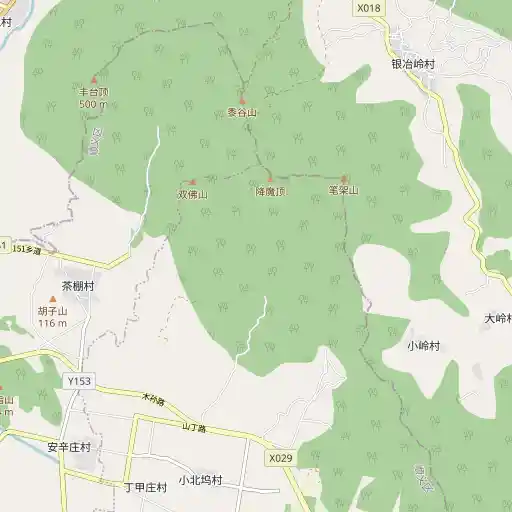 X018
银冶岭村
丰台顶
500 m
黍谷山
双佛山
降魔顶
笔架山
151乡道
茶棚村
胡子山
116 m
大岭村
小岭村
Y153
木孙路
山丁路
安辛庄村
X029
小北坞村
丁甲庄村